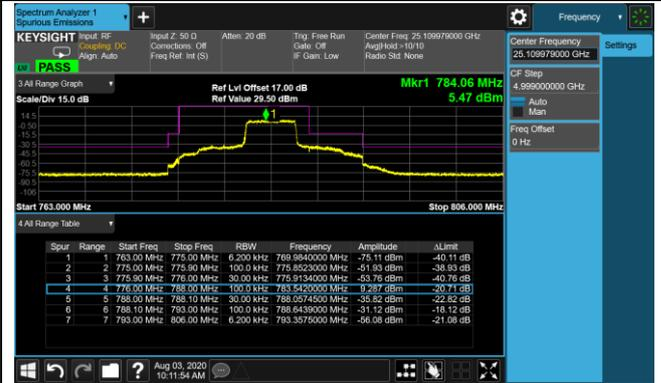 Spectrum Analyzer 1
Spurious Emissions
Frequency
KEYSIGHT Input: RF
Coupling: DC
Align: Auto
Input Z: 50 Ω
Corrections: Off
Freq Ref: Int (S)
Atten: 20 dB
Trig: Free Run
Gate: Off
IF Gain: Low
Center Freq: 25.109979000 GHz
Avg|Hold:>10/10
Radio Std: None
LXI PASS
Center Frequency
25.109979000 GHz
Settings
CF Step
4.999000000 GHz
Auto
Man
Freq Offset
0 Hz
3 All Range Graph
Scale/Div 15.0 dB
Ref Lvl Offset 17.00 dB
Ref Value 29.50 dBm
Mkr1 784.06 MHz
5.47 dBm
1
14.5
-0.50
-15.5
-30.5
-45.5
-60.5
-75.5
-90.5
-106
Start 763.000 MHz
Stop 806.000 MHz
4 All Range Table
Spur Range Start Freq Stop Freq RBW Frequency Amplitude ΔLimit
1 1 763.00 MHz 775.00 MHz 6.200 kHz 769.9840000 MHz -75.11 dBm -40.11 dB
2 2 775.00 MHz 775.90 MHz 100.0 kHz 775.8523000 MHz -51.93 dBm -38.93 dB
3 3 775.90 MHz 776.00 MHz 30.00 kHz 775.9134000 MHz -53.76 dBm -40.76 dB
4 4 776.00 MHz 788.00 MHz 100.0 kHz 783.5420000 MHz 9.287 dBm -20.71 dB
5 5 788.00 MHz 788.10 MHz 30.00 kHz 788.0574500 MHz -35.82 dBm -22.82 dB
6 6 788.10 MHz 793.00 MHz 100.0 kHz 788.6439000 MHz -31.12 dBm -18.12 dB
7 7 793.00 MHz 806.00 MHz 6.200 kHz 793.3575000 MHz -56.08 dBm -21.08 dB
Aug 03, 2020
10:11:54 AM